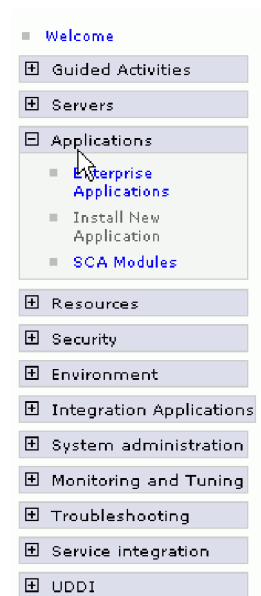 Welcome
Guided Activities
Servers
Applications
Enterprise
Applications
Install New
Application
SCA Modules
Resources
Security
Environment
Integration Applications
System administration
Monitoring and Tuning
Troubleshooting
Service integration
UDDI